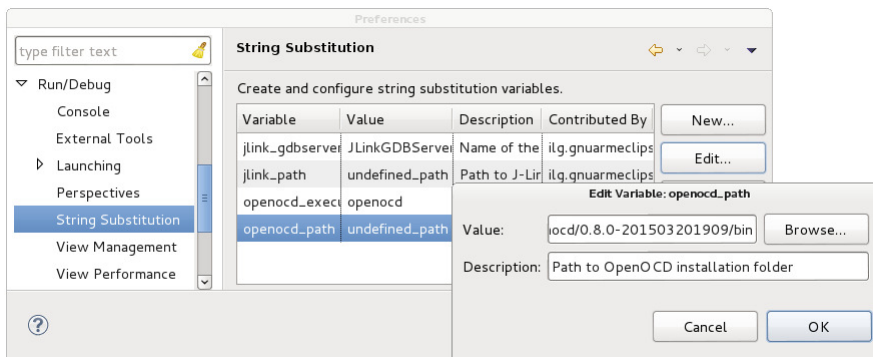 Preferences
type filter text
String Substitution
Run/Debug
Console
External Tools
Launching
Perspectives
String Substitution
View Management
View Performance
Create and configure string substitution variables.
Variable Value Description Contributed By
jlink_gdbserver JLinkGDBServer Name of the ilg.gnuarmeclips
jlink_path undefined_path Path to J-Lin ilg.gnuarmeclips
openocd_execu openocd
openocd_path undefined_path
New...
Edit...
Edit Variable: openocd_path
Value: ocd/0.8.0-201503201909/bin Browse...
Description: Path to OpenOCD installation folder
Cancel OK
?